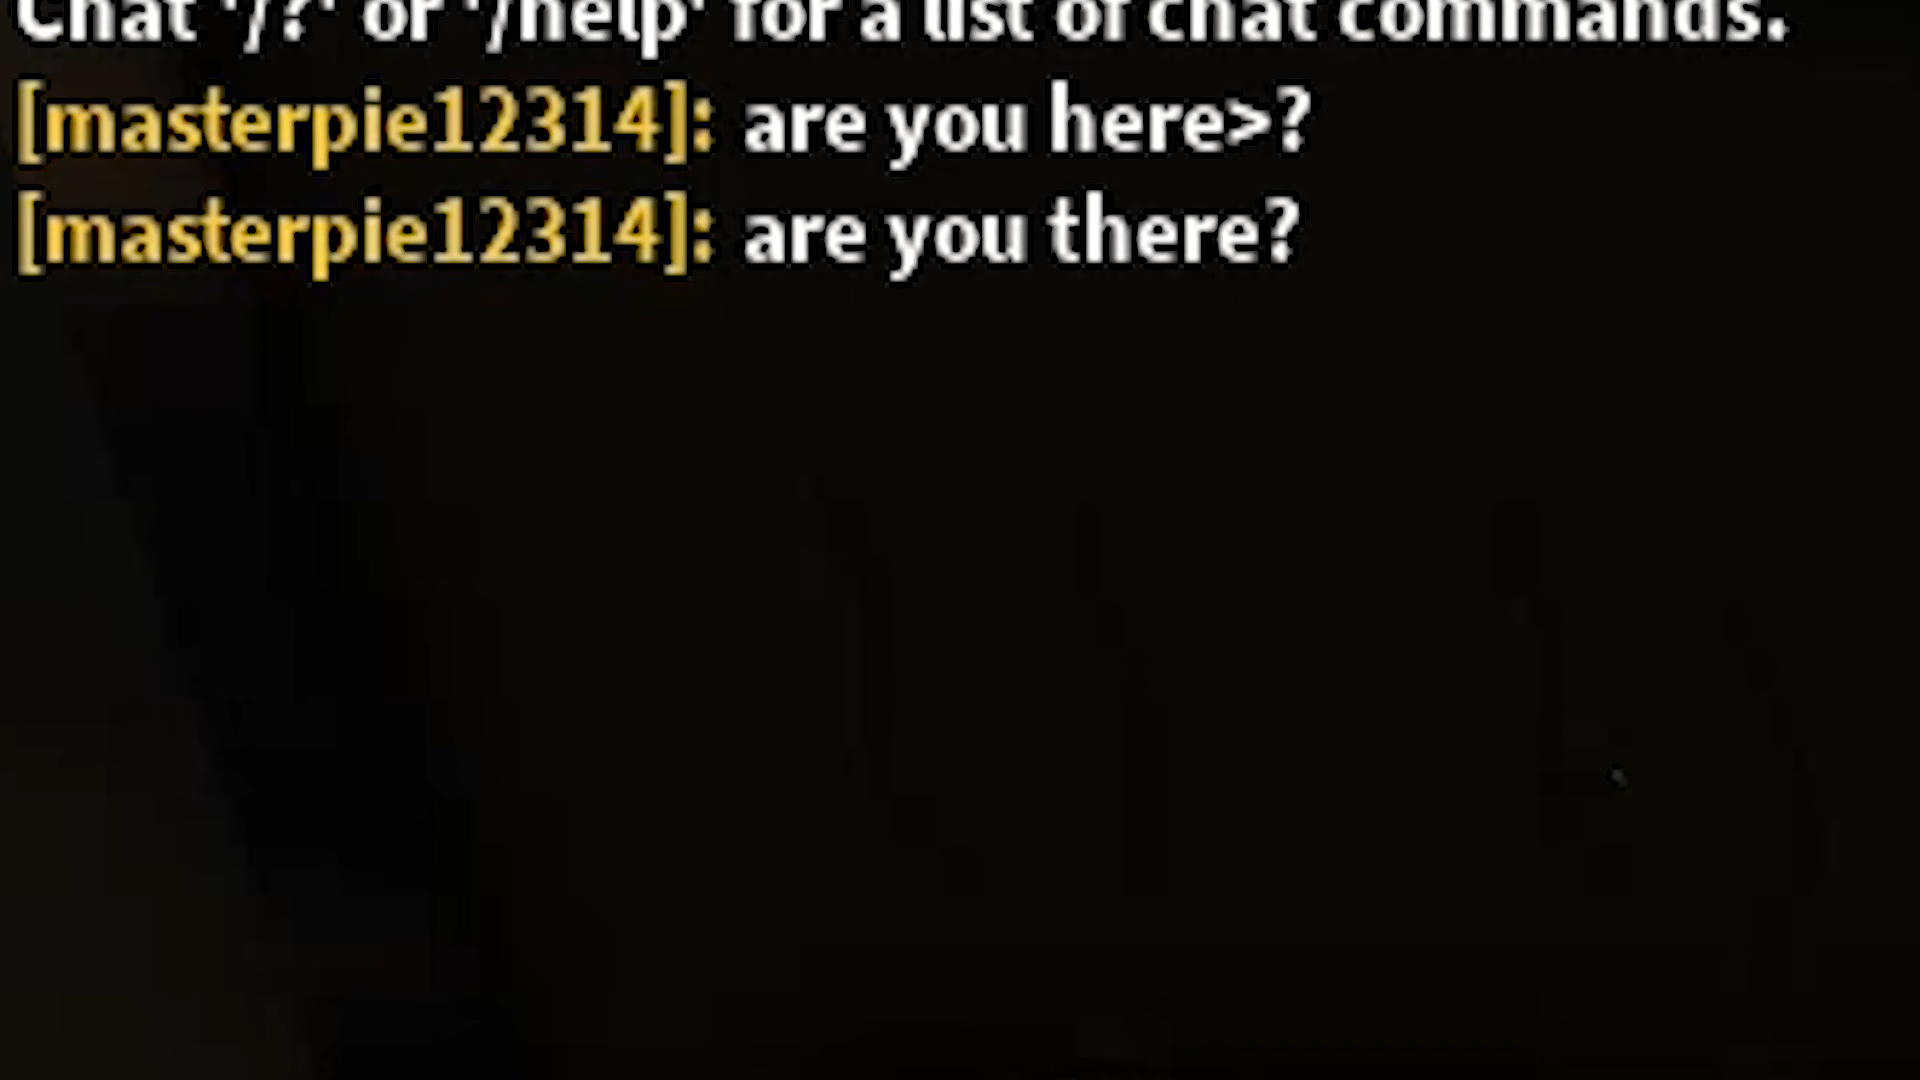 Chat '/?' or '/help' for a list of chat commands.
[masterpie12314]: are you here>?
[masterpie12314]: are you there?